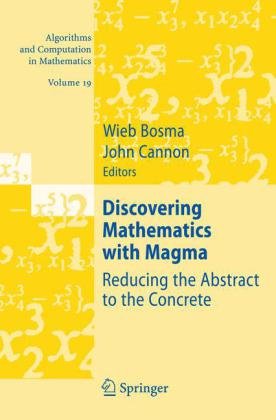 Algorithms
and Computation in
Mathematics
Volume 19
Wieb Bosma
John Cannon
Editors
Discovering
Mathematics
with Magma
Reducing the Abstract
to the Concrete
Springer